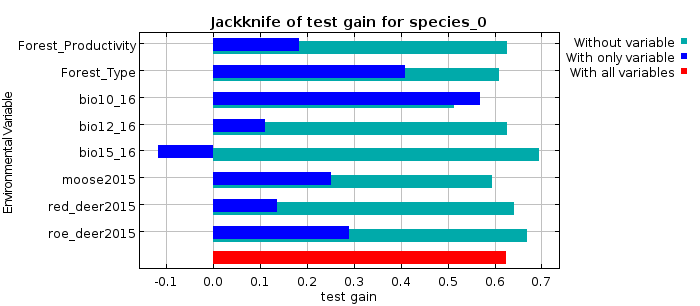 Jackknife of test gain for species_0
Without variable
With only variable
With all variables
Environmental Variable
Forest_Productivity
Forest_Type
bio10_16
bio12_16
bio15_16
moose2015
red_deer2015
roe_deer2015
-0.1 0.0 0.1 0.2 0.3 0.4 0.5 0.6 0.7
test gain